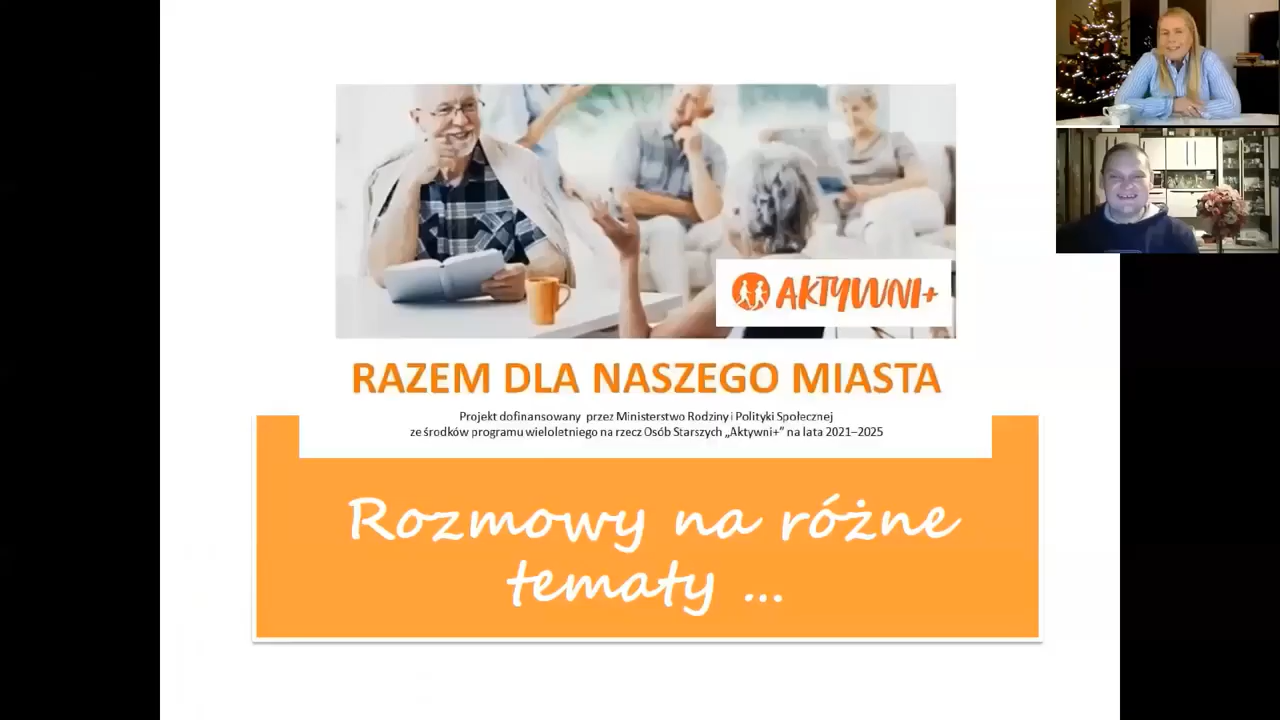 AKTYWNI+
RAZEM DLA NASZEGO MIASTA
Projekt dofinansowany przez Ministerstwo Rodziny i Polityki Społecznej
ze środków programu wieloletniego na rzecz Osób Starszych „Aktywni+” na lata 2021–2025
Rozmowy na różne
tematy ...